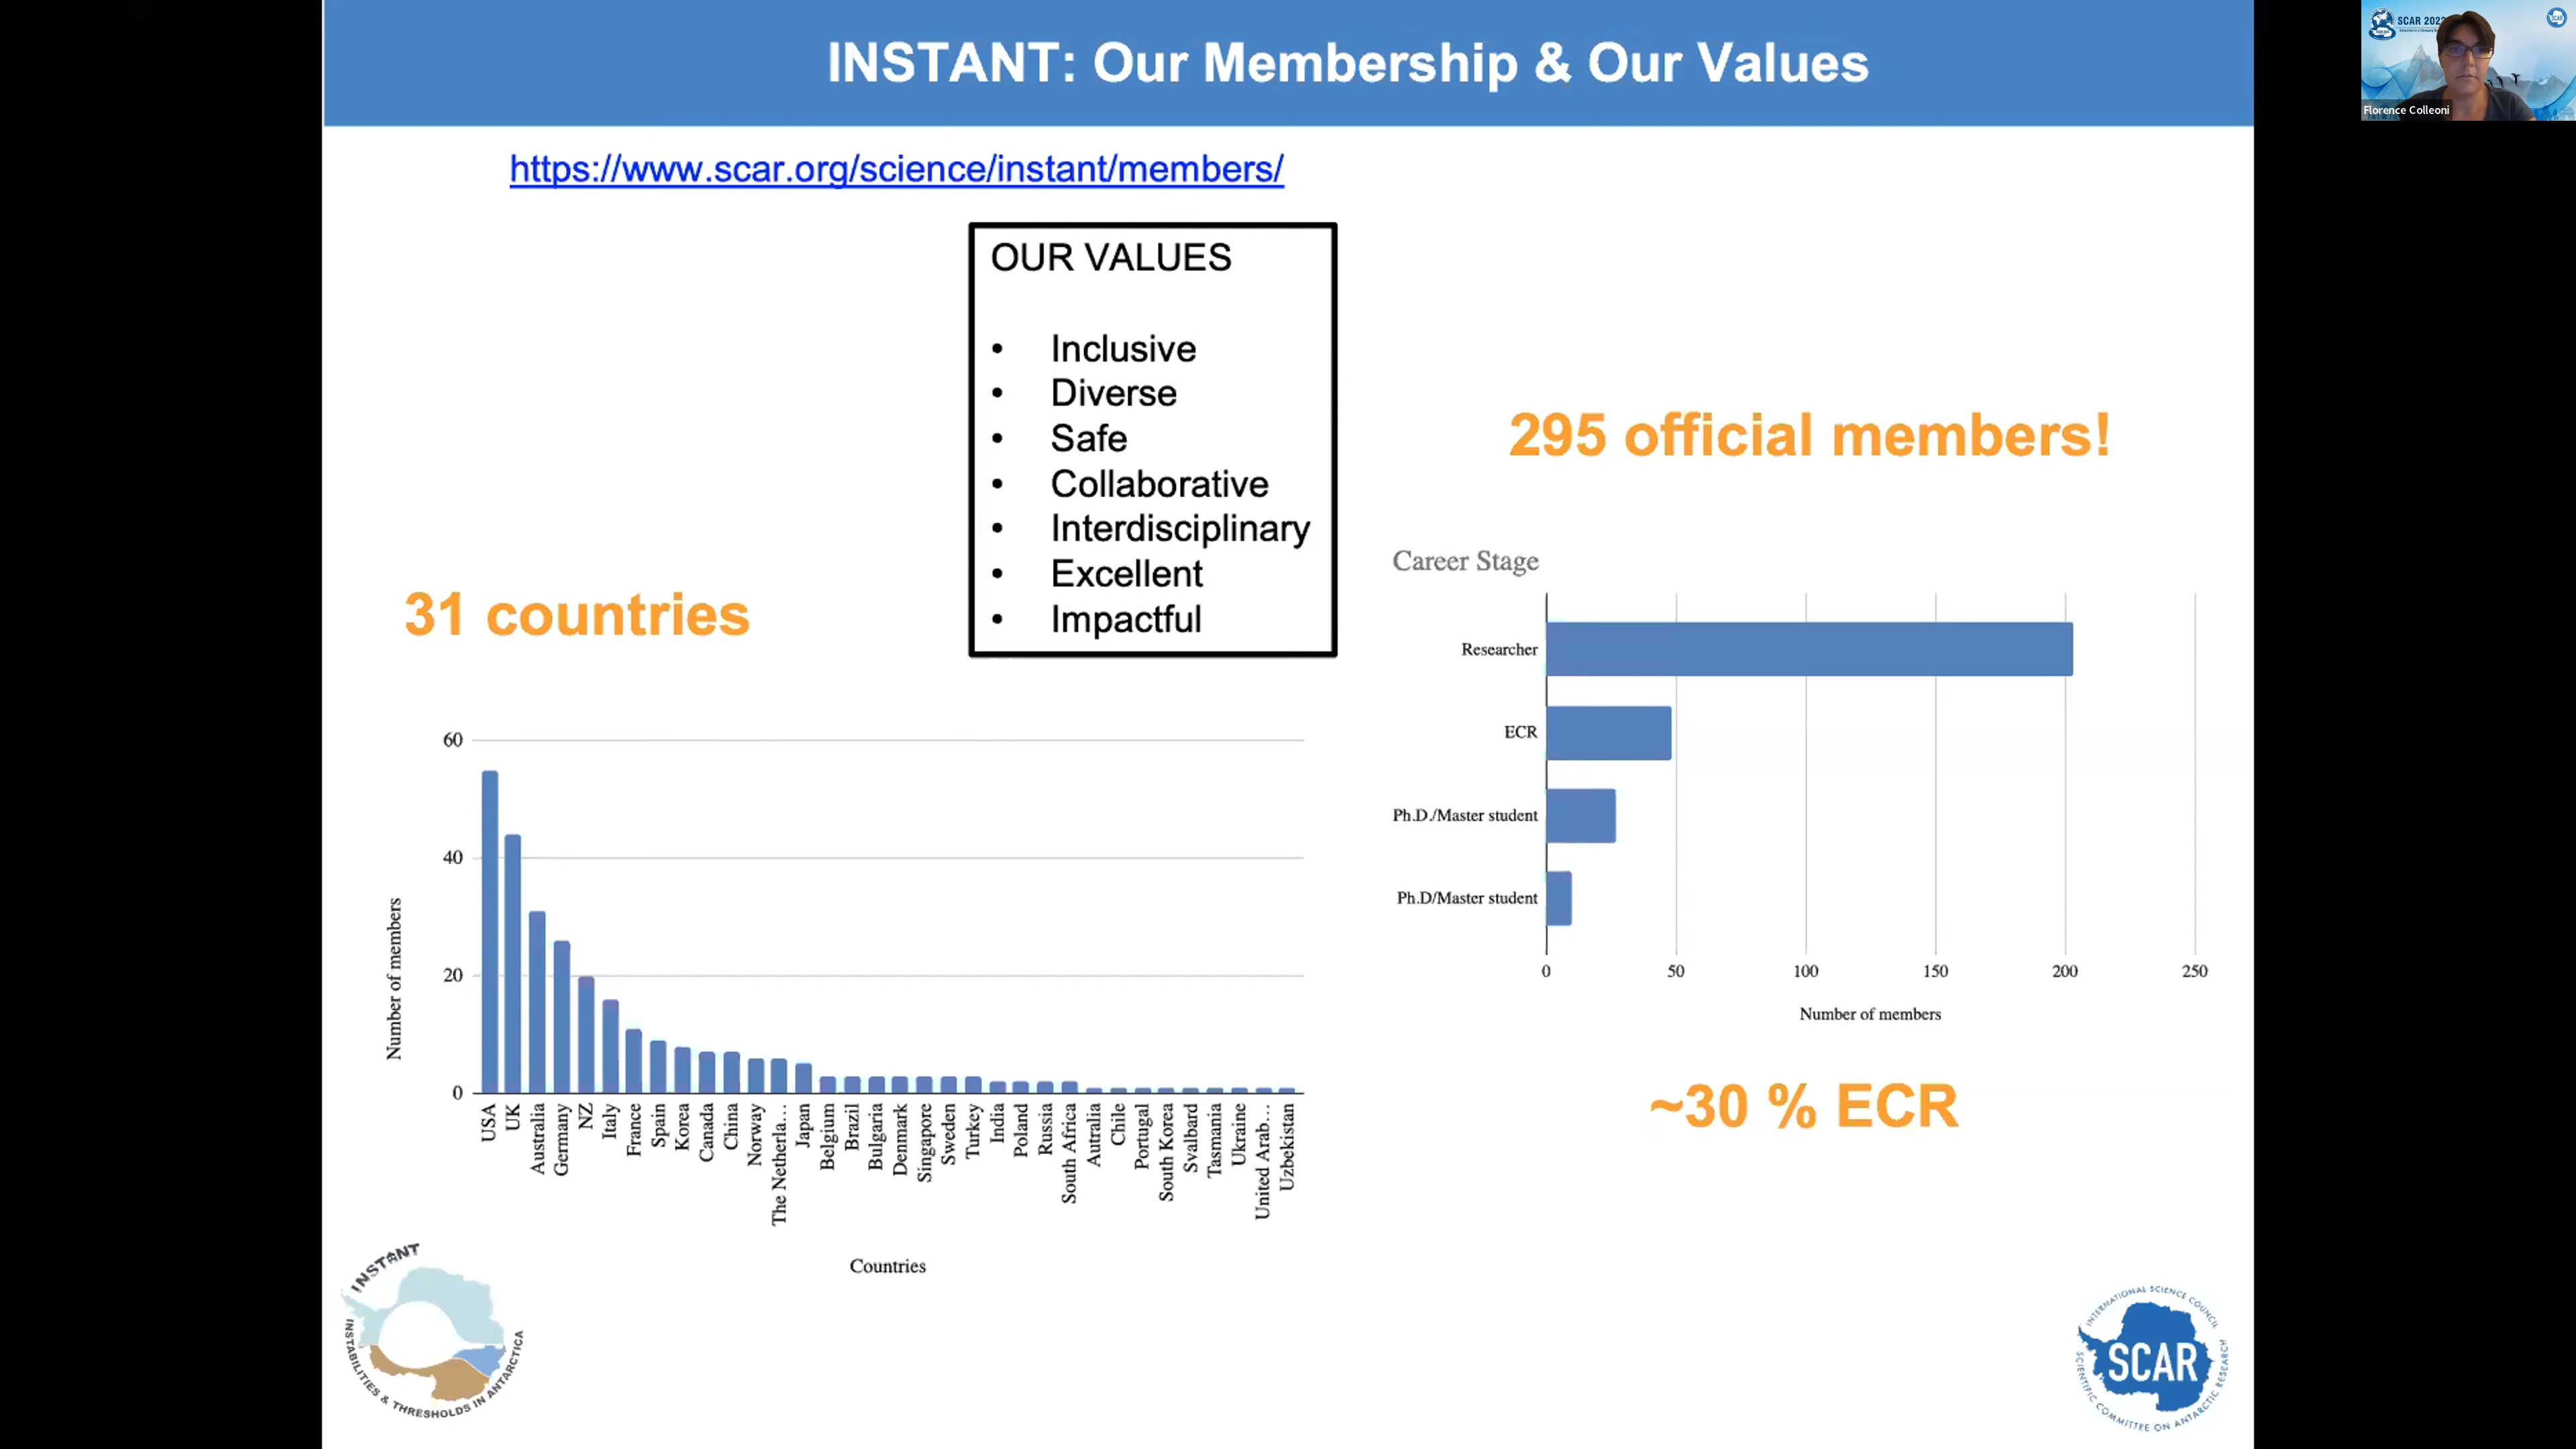 INSTANT: Our Membership & Our Values
SCAR 2022
Florence Colleoni
https://www.scar.org/science/instant/members/
OUR VALUES
• Inclusive
• Diverse
• Safe
• Collaborative
• Interdisciplinary
• Excellent
• Impactful
31 countries
295 official members!
60
40
20
0
Number of members
USA
UK
Australia
Germany
NZ
Italy
France
Spain
Korea
Canada
China
Norway
The Netherla...
Japan
Belgium
Brazil
Bulgaria
Denmark
Singapore
Sweden
Turkey
India
Poland
Russia
South Africa
Autralia
Chile
Portugal
South Korea
Svalbard
Tasmania
Ukraine
United Arab...
Uzbekistan
Countries
Career Stage
Researcher
ECR
Ph.D./Master student
Ph.D/Master student
0 50 100 150 200 250
Number of members
~30 % ECR
INSTANT
INSTABILITIES & THRESHOLDS IN ANTARCTICA
INTERNATIONAL SCIENCE COUNCIL
SCAR
SCIENTIFIC COMMITTEE ON ANTARCTIC RESEARCH